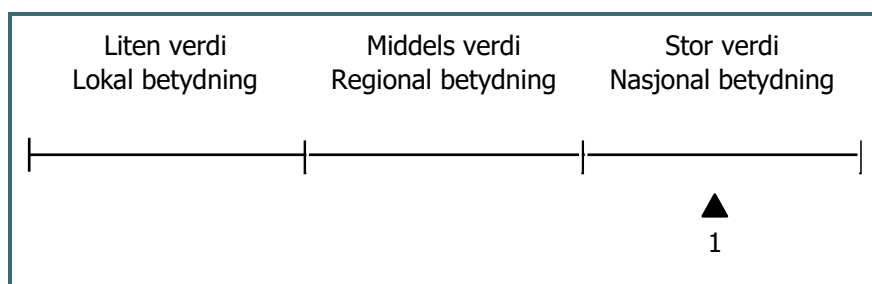 Liten verdi
Lokal betydning
Middels verdi
Regional betydning
Stor verdi
Nasjonal betydning
1